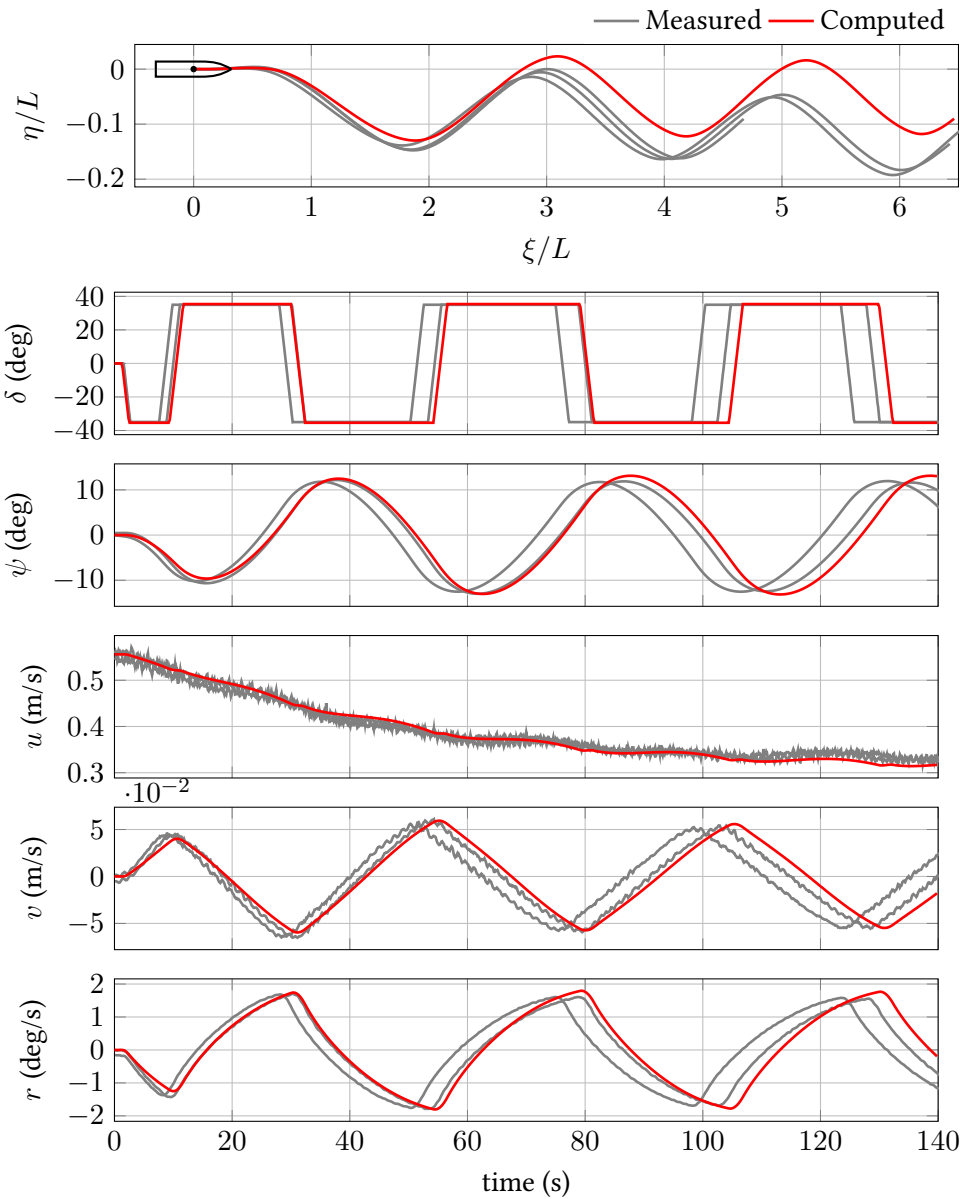 Measured Computed
0
−0.1
−0.2
η/L
0 1 2 3 4 5 6
ξ/L
40
20
0
−20
−40
δ (deg)
10
0
−10
ψ (deg)
0.5
0.4
0.3
u (m/s)
·10−2
5
0
−5
v (m/s)
2
1
0
−1
−2
r (deg/s)
0 20 40 60 80 100 120 140
time (s)